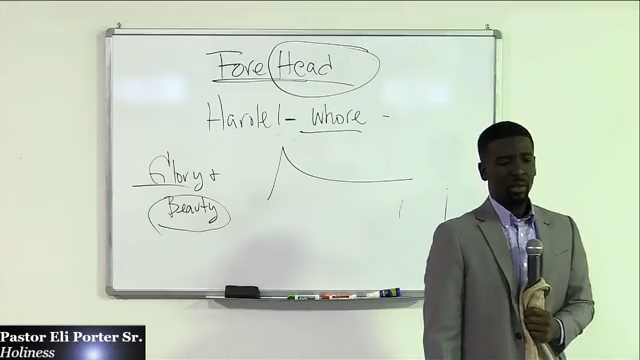 Fore Head
Harlot - whore -
Glory &
Beauty
Pastor Eli Porter Sr.
Holiness